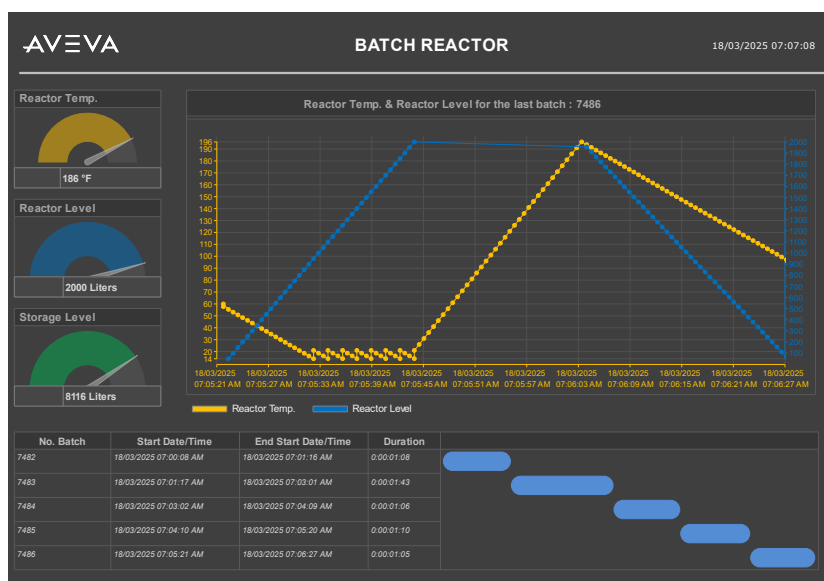 AVEVA
BATCH REACTOR
18/03/2025 07:07:08
Reactor Temp.
186 °F
Reactor Level
2000 Liters
Storage Level
8116 Liters
Reactor Temp. & Reactor Level for the last batch : 7486
196
190
180
170
160
150
140
130
120
110
100
90
80
70
60
50
40
30
20
14
2000
1900
1800
1700
1600
1500
1400
1300
1200
1100
1000
900
800
700
600
500
400
300
200
100
18/03/2025 18/03/2025 18/03/2025 18/03/2025 18/03/2025 18/03/2025 18/03/2025 18/03/2025 18/03/2025 18/03/2025 18/03/2025 18/03/2025
07:05:21 AM 07:05:27 AM 07:05:33 AM 07:05:39 AM 07:05:45 AM 07:05:51 AM 07:05:57 AM 07:06:03 AM 07:06:09 AM 07:06:15 AM 07:06:21 AM 07:06:27 AM
Reactor Temp. Reactor Level
No. Batch Start Date/Time End Start Date/Time Duration
7482 18/03/2025 07:00:08 AM 18/03/2025 07:01:16 AM 0:00:01:08
7483 18/03/2025 07:01:17 AM 18/03/2025 07:03:01 AM 0:00:01:43
7484 18/03/2025 07:03:02 AM 18/03/2025 07:04:09 AM 0:00:01:06
7485 18/03/2025 07:04:10 AM 18/03/2025 07:05:20 AM 0:00:01:10
7486 18/03/2025 07:05:21 AM 18/03/2025 07:06:27 AM 0:00:01:05